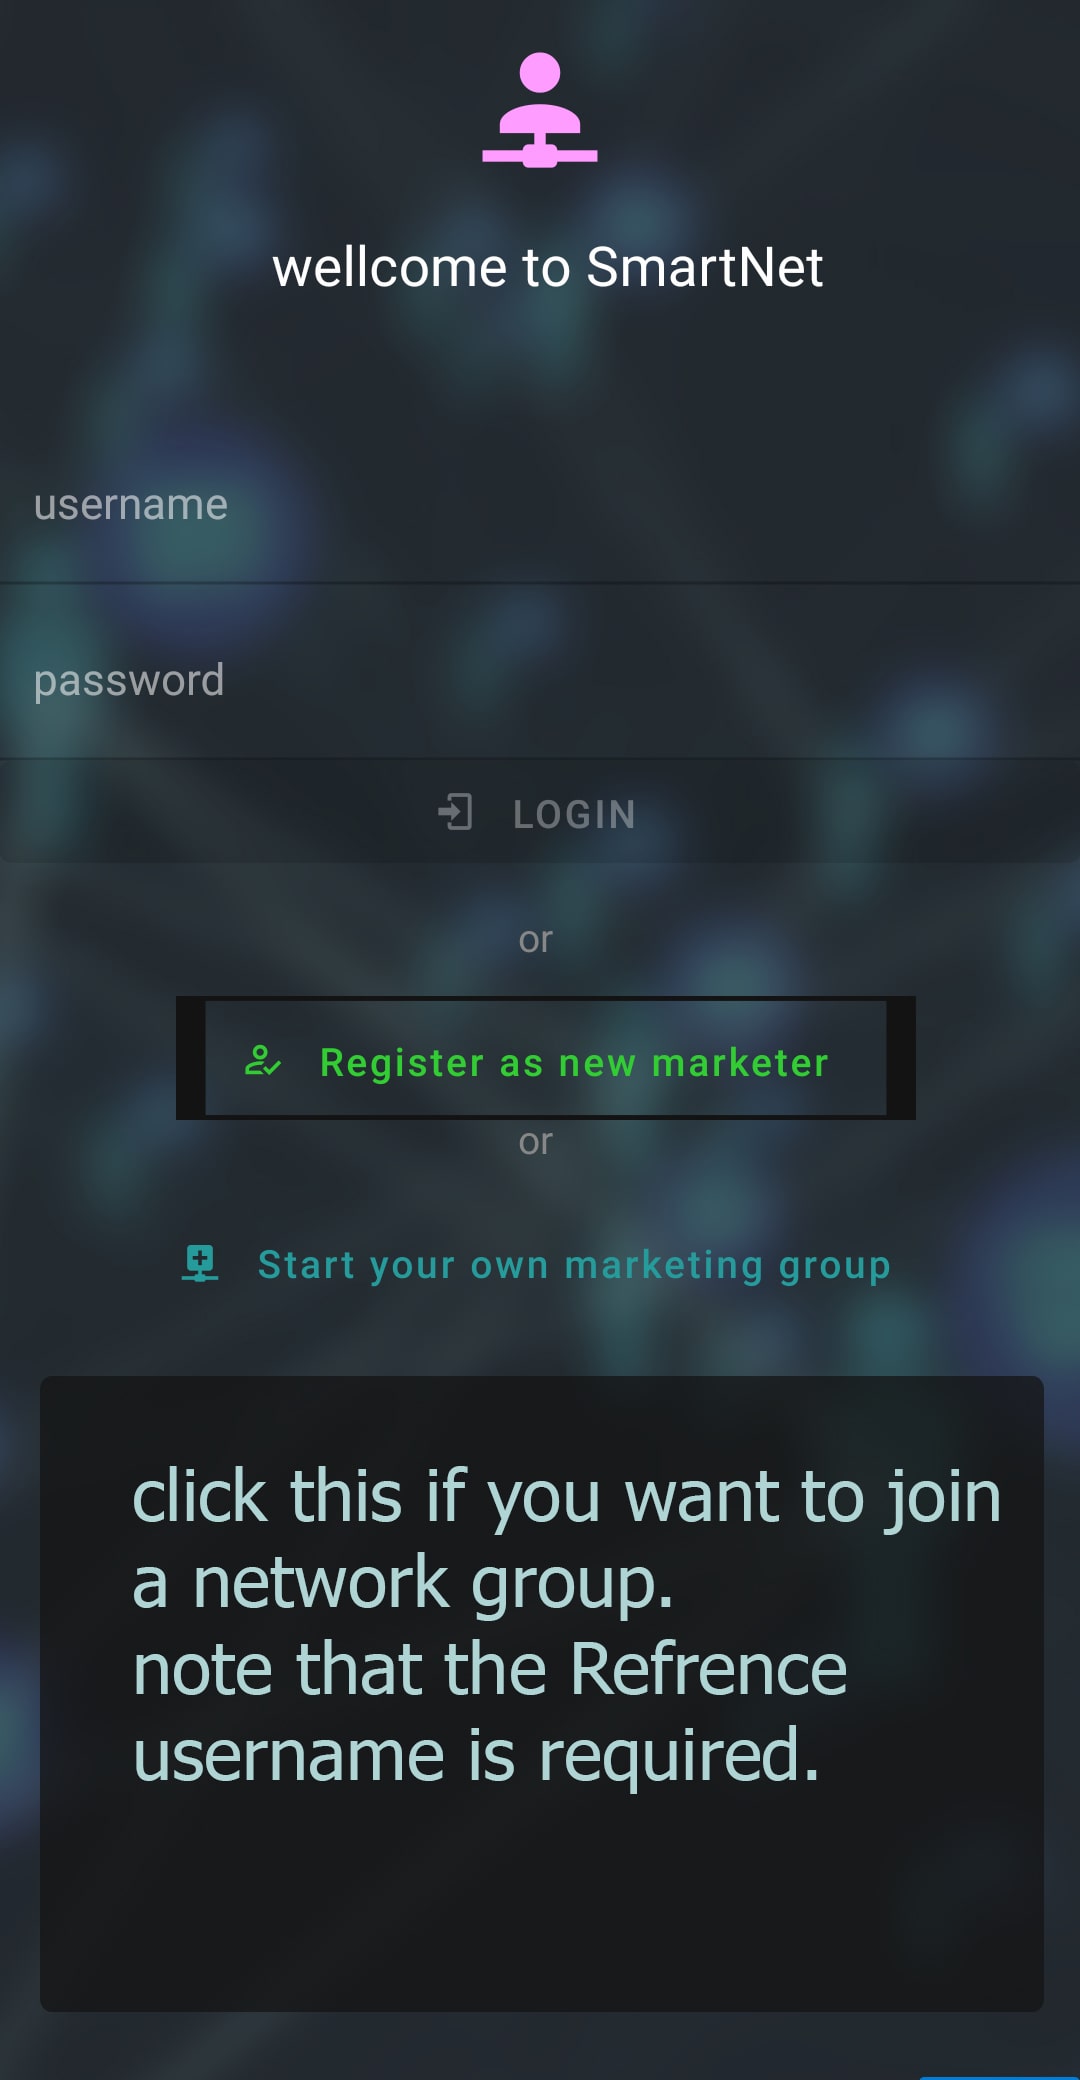 wellcome to SmartNet
username
password
LOGIN
or
Register as new marketer
or
Start your own marketing group
click this if you want to join
a network group.
note that the Refrence
username is required.